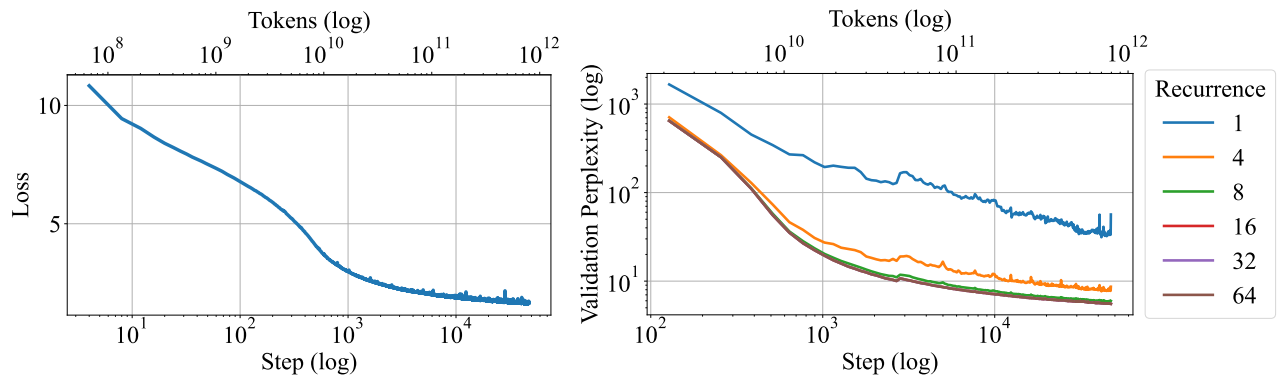 Tokens (log)
10^8 10^9 10^10 10^11 10^12
Loss
10
5
10^1 10^2 10^3 10^4
Step (log)
Tokens (log)
10^10 10^11 10^12
Validation Perplexity (log)
10^3
10^2
10^1
10^2 10^3 10^4
Step (log)
Recurrence
1
4
8
16
32
64